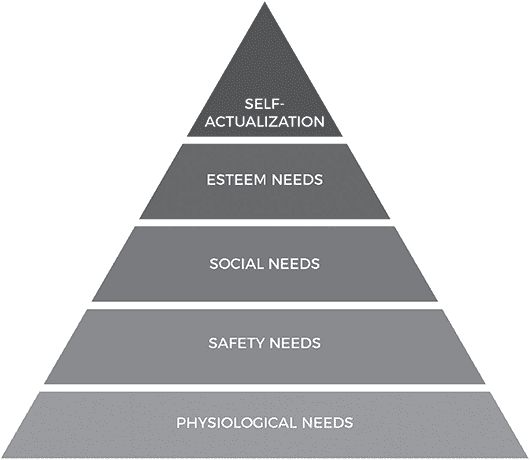 SELF-
ACTUALIZATION
ESTEEM NEEDS
SOCIAL NEEDS
SAFETY NEEDS
PHYSIOLOGICAL NEEDS